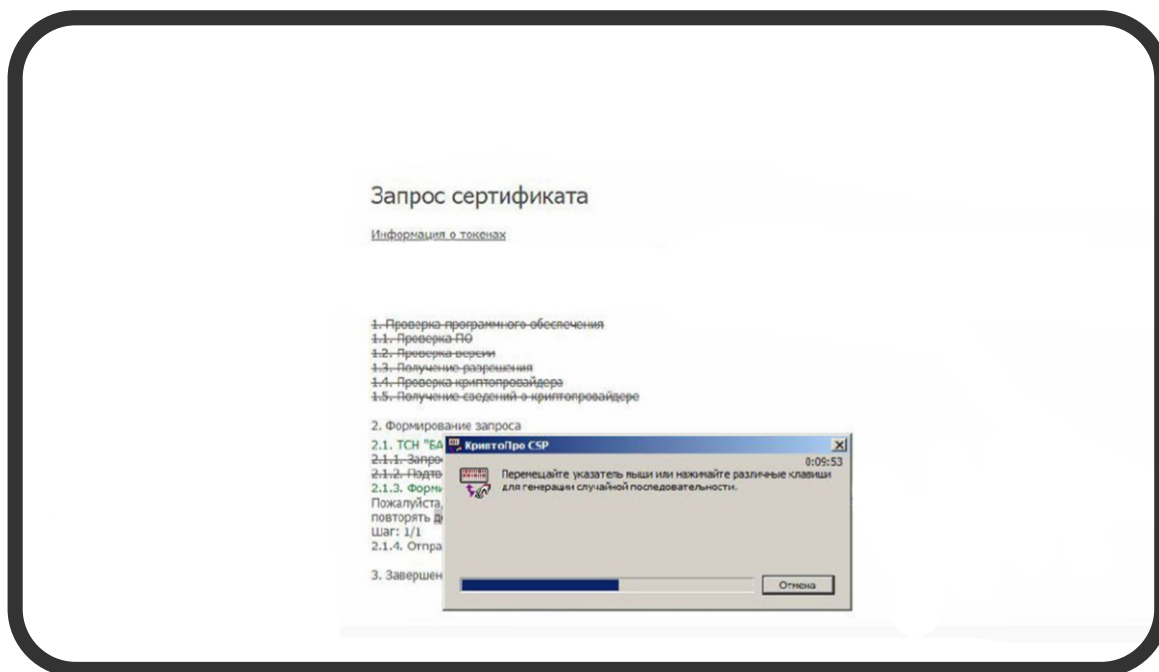 Запрос сертификата
Информация о токенах
1. Проверка программного обеспечения
1.1. Проверка ПО
1.2. Проверка версии
1.3. Получение разрешения
1.4. Проверка криптопровайдера
1.5. Получение сведений о криптопровайдере
2. Формирование запроса
2.1. ТСН "БА
2.1.1. Запро
2.1.2. Подто
2.1.3. Форми
Пожалуйста,
повторять д
Шаг: 1/1
2.1.4. Отпра
3. Завершен
КриптоПро CSP
0:09:53
Перемещайте указатель мыши или нажимайте различные клавиши
для генерации случайной последовательности.
Отмена